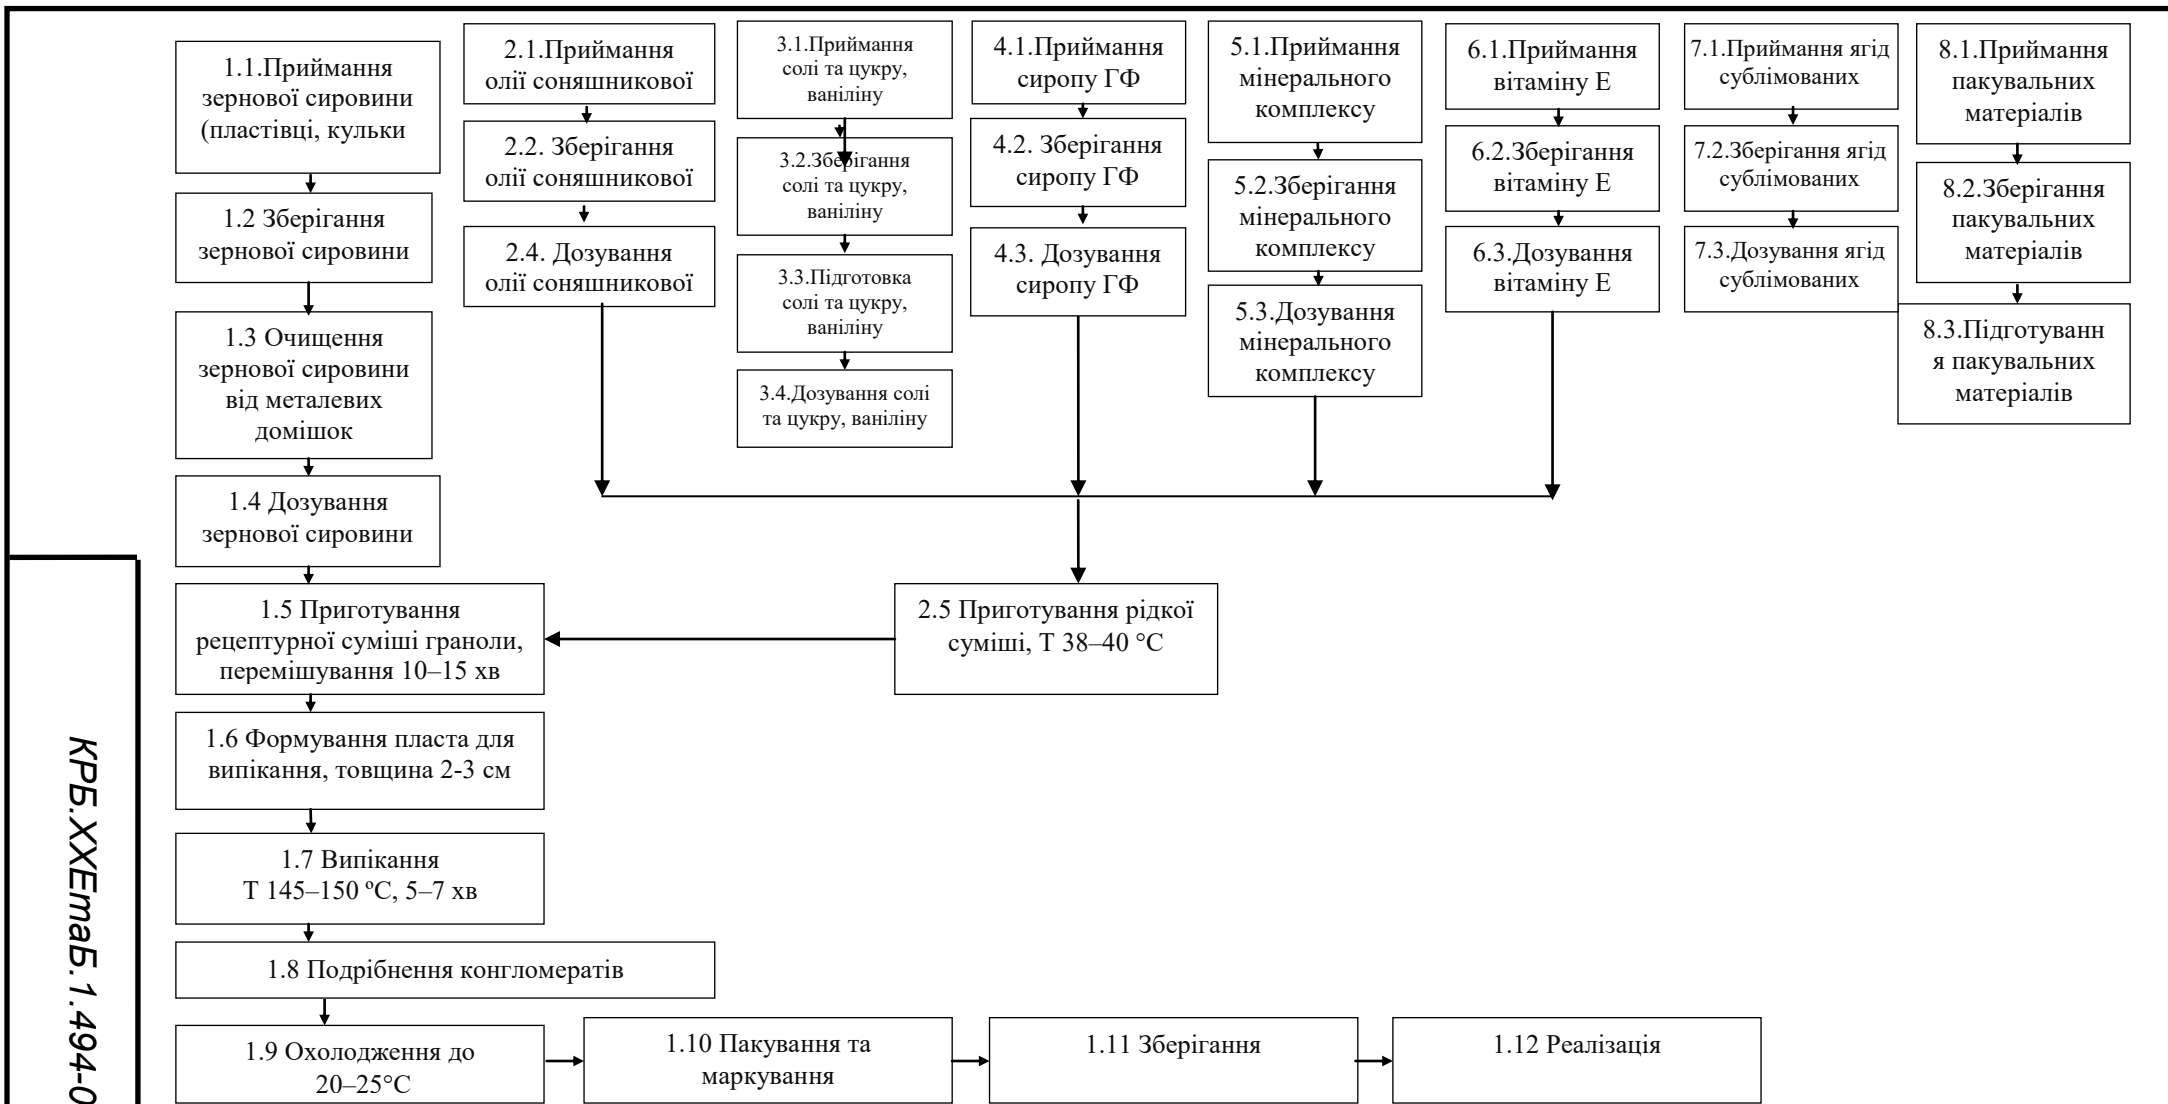 1.1.Приймання
зернової сировини
(пластівці, кульки
2.1.Приймання
олії соняшникової
3.1.Приймання
солі та цукру,
ваніліну
4.1.Приймання
сиропу ГФ
5.1.Приймання
мінерального
комплексу
6.1.Приймання
вітаміну Е
7.1.Приймання ягід
сублімованих
8.1.Приймання
пакувальних
матеріалів
1.2 Зберігання
зернової сировини
2.2. Зберігання
олії соняшникової
3.2.Зберігання
солі та цукру,
ваніліну
4.2. Зберігання
сиропу ГФ
5.2.Зберігання
мінерального
комплексу
6.2.Зберігання
вітаміну Е
7.2.Зберігання ягід
сублімованих
8.2.Зберігання
пакувальних
матеріалів
1.3 Очищення
зернової сировини
від металевих
домішок
2.4. Дозування
олії соняшникової
3.3.Підготовка
солі та цукру,
ваніліну
4.3. Дозування
сиропу ГФ
5.3.Дозування
мінерального
комплексу
6.3.Дозування
вітаміну Е
7.3.Дозування ягід
сублімованих
8.3.Підготуванн
я пакувальних
матеріалів
3.4.Дозування солі
та цукру, ваніліну
1.4 Дозування
зернової сировини
1.5 Приготування
рецептурної суміші граноли,
перемішування 10–15 хв
2.5 Приготування рідкої
суміші, Т 38–40 °С
1.6 Формування пласта для
випікання, товщина 2-3 см
1.7 Випікання
Т 145–150 ºС, 5–7 хв
1.8 Подрібнення конгломератів
1.9 Охолодження до
20–25°С
1.10 Пакування та
маркування
1.11 Зберігання
1.12 Реалізація
КРБ.ХХЕтаБ.1.494-0